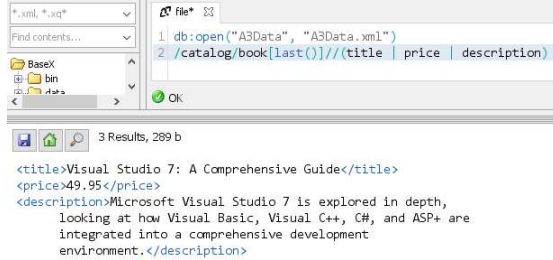 *.xml, *.xq*
Find contents...
BaseX
bin
data
file*
1 db:open("A3Data", "A3Data.xml")
2 /catalog/book[last()]//(title | price | description)
OK
3 Results, 289 b
<title>Visual Studio 7: A Comprehensive Guide</title>
<price>49.95</price>
<description>Microsoft Visual Studio 7 is explored in depth,
looking at how Visual Basic, Visual C++, C#, and ASP+ are
integrated into a comprehensive development
environment.</description>